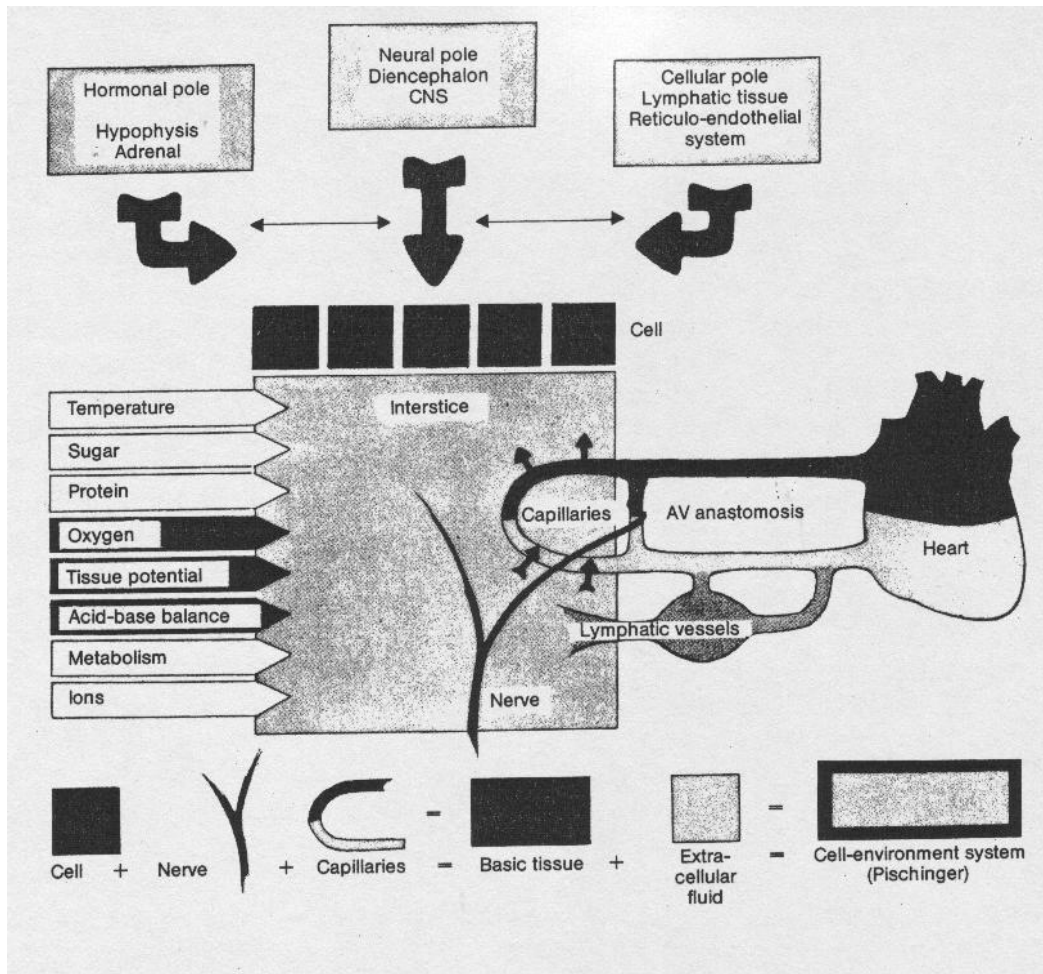 Hormonal pole
Hypophysis
Adrenal
Neural pole
Diencephalon
CNS
Cellular pole
Lymphatic tissue
Reticulo-endothelial
system
Cell
Interstice
Temperature
Sugar
Protein
Oxygen
Tissue potential
Acid-base balance
Metabolism
Ions
Capillaries
AV anastomosis
Heart
Lymphatic vessels
Nerve
= =
Cell + Nerve + Capillaries = Basic tissue + Extra- = Cell-environment system
cellular (Pischinger)
fluid